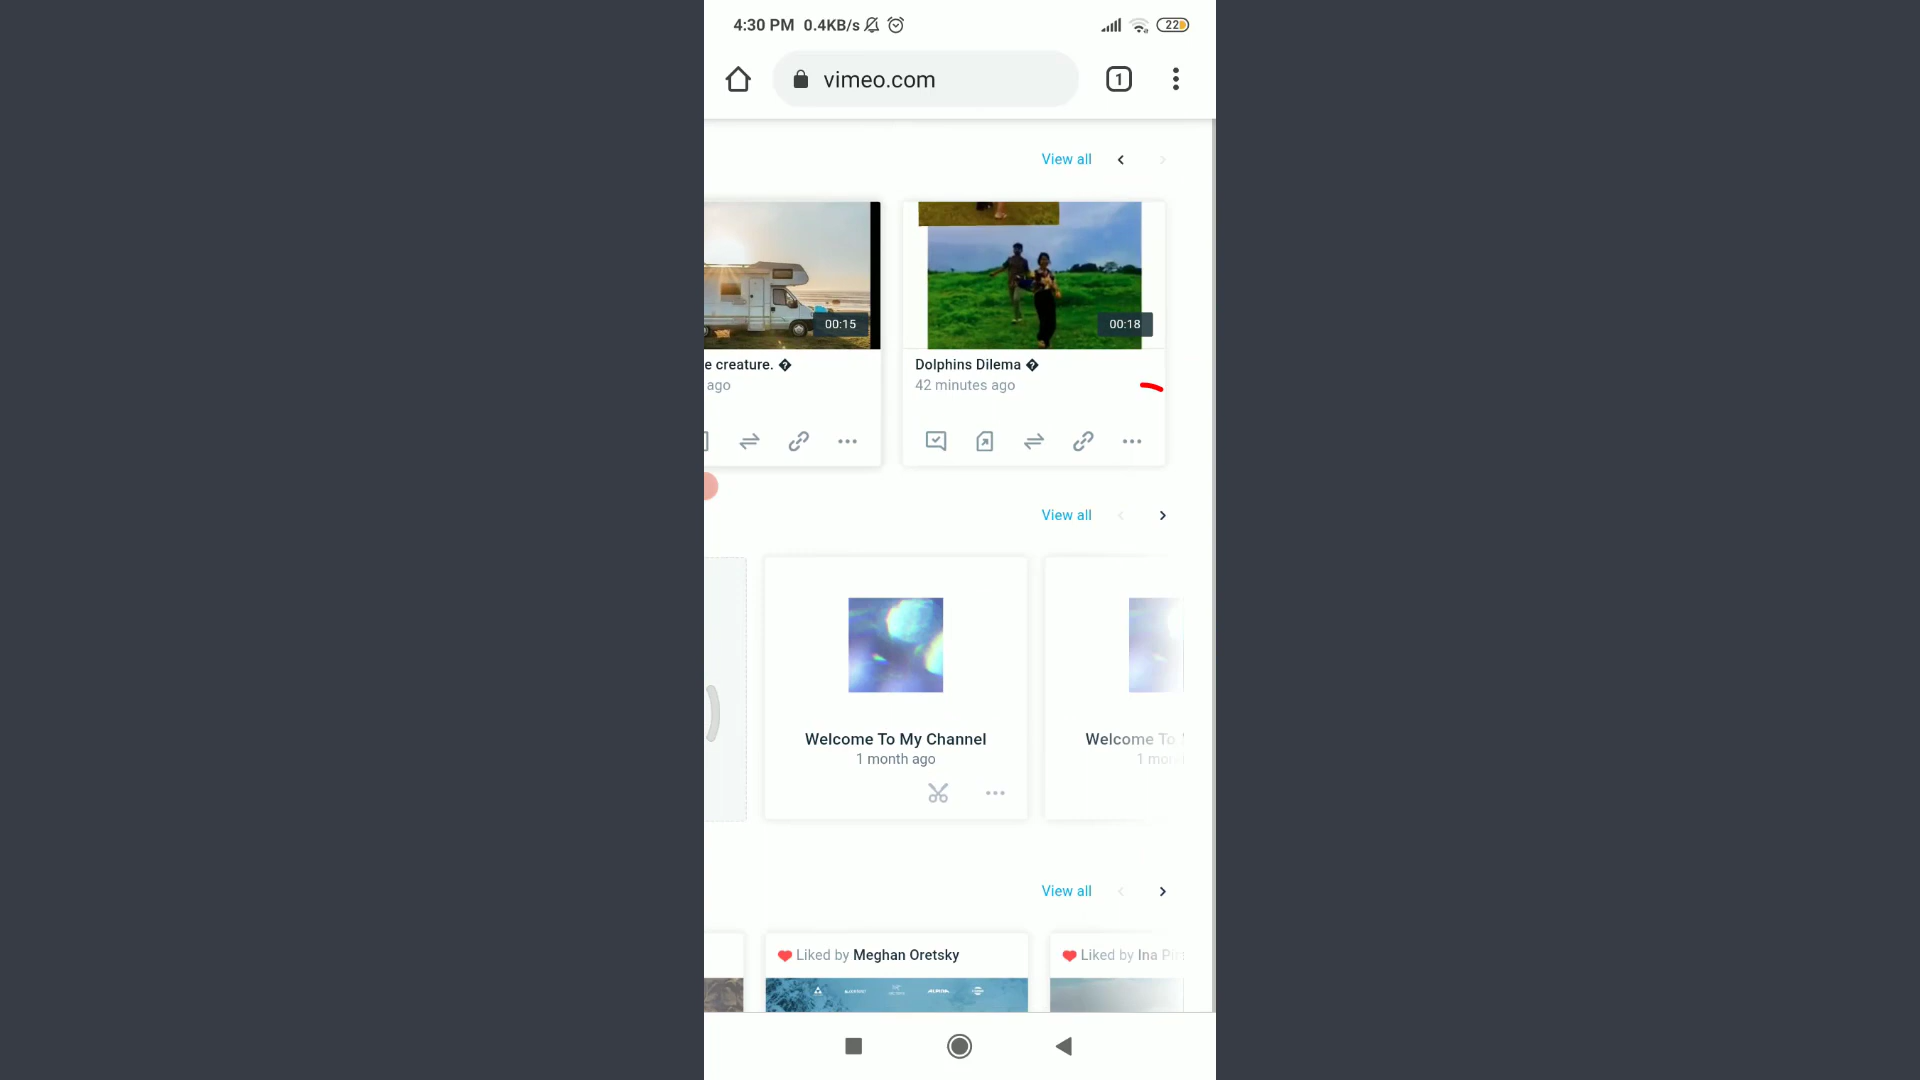 4:30 PM 0.4KB/s
22
vimeo.com
1
View all
00:15
00:18
e creature. �
ago
Dolphins Dilema �
42 minutes ago
View all
Welcome To My Channel
1 month ago
Welcome To
1 mon
View all
Liked by Meghan Oretsky
Liked by Ina